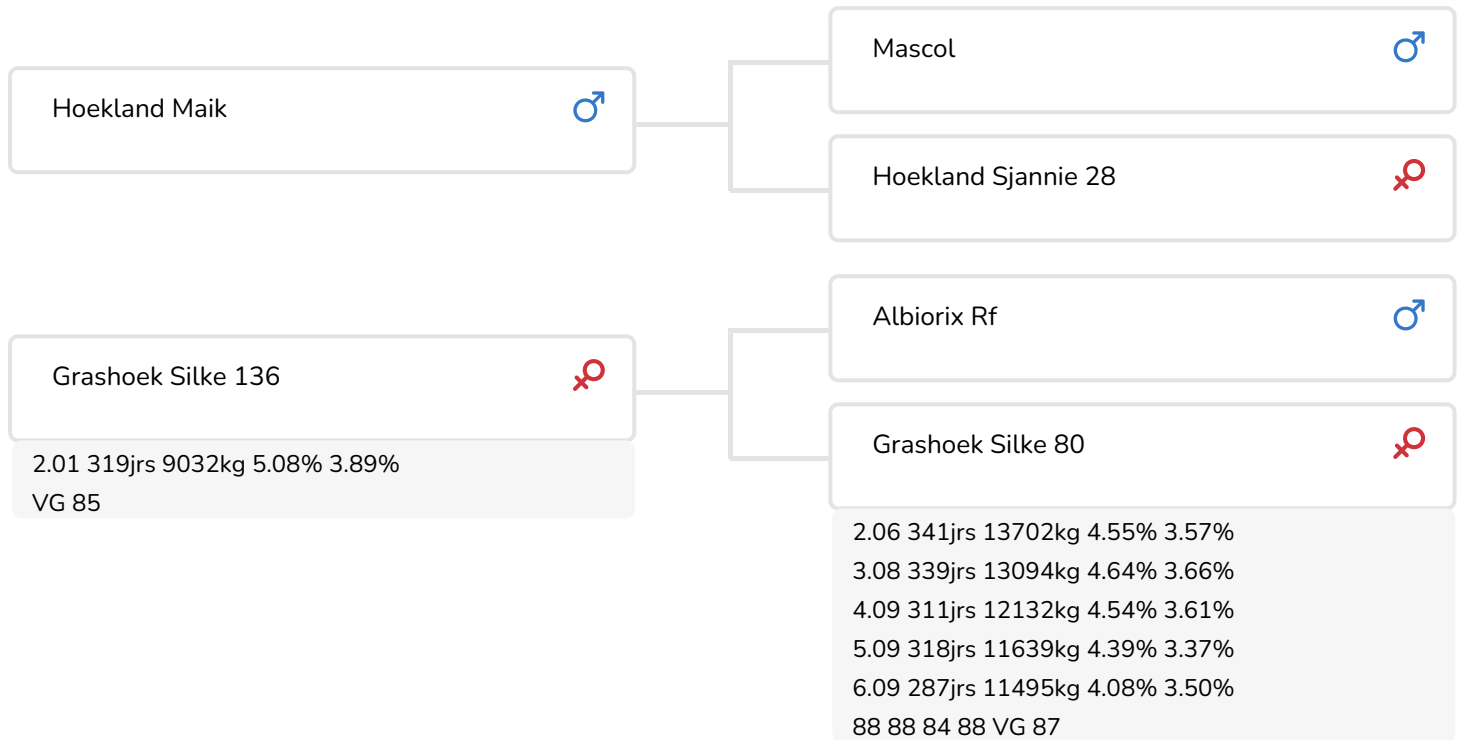 Hoekland Maik
Mascol
Hoekland Sjannie 28
Grashoek Silke 136
2.01 319jrs 9032kg 5.08% 3.89%
VG 85
Albiorix Rf
Grashoek Silke 80
2.06 341jrs 13702kg 4.55% 3.57%
3.08 339jrs 13094kg 4.64% 3.66%
4.09 311jrs 12132kg 4.54% 3.61%
5.09 318jrs 11639kg 4.39% 3.37%
6.09 287jrs 11495kg 4.08% 3.50%
88 88 84 88 VG 87